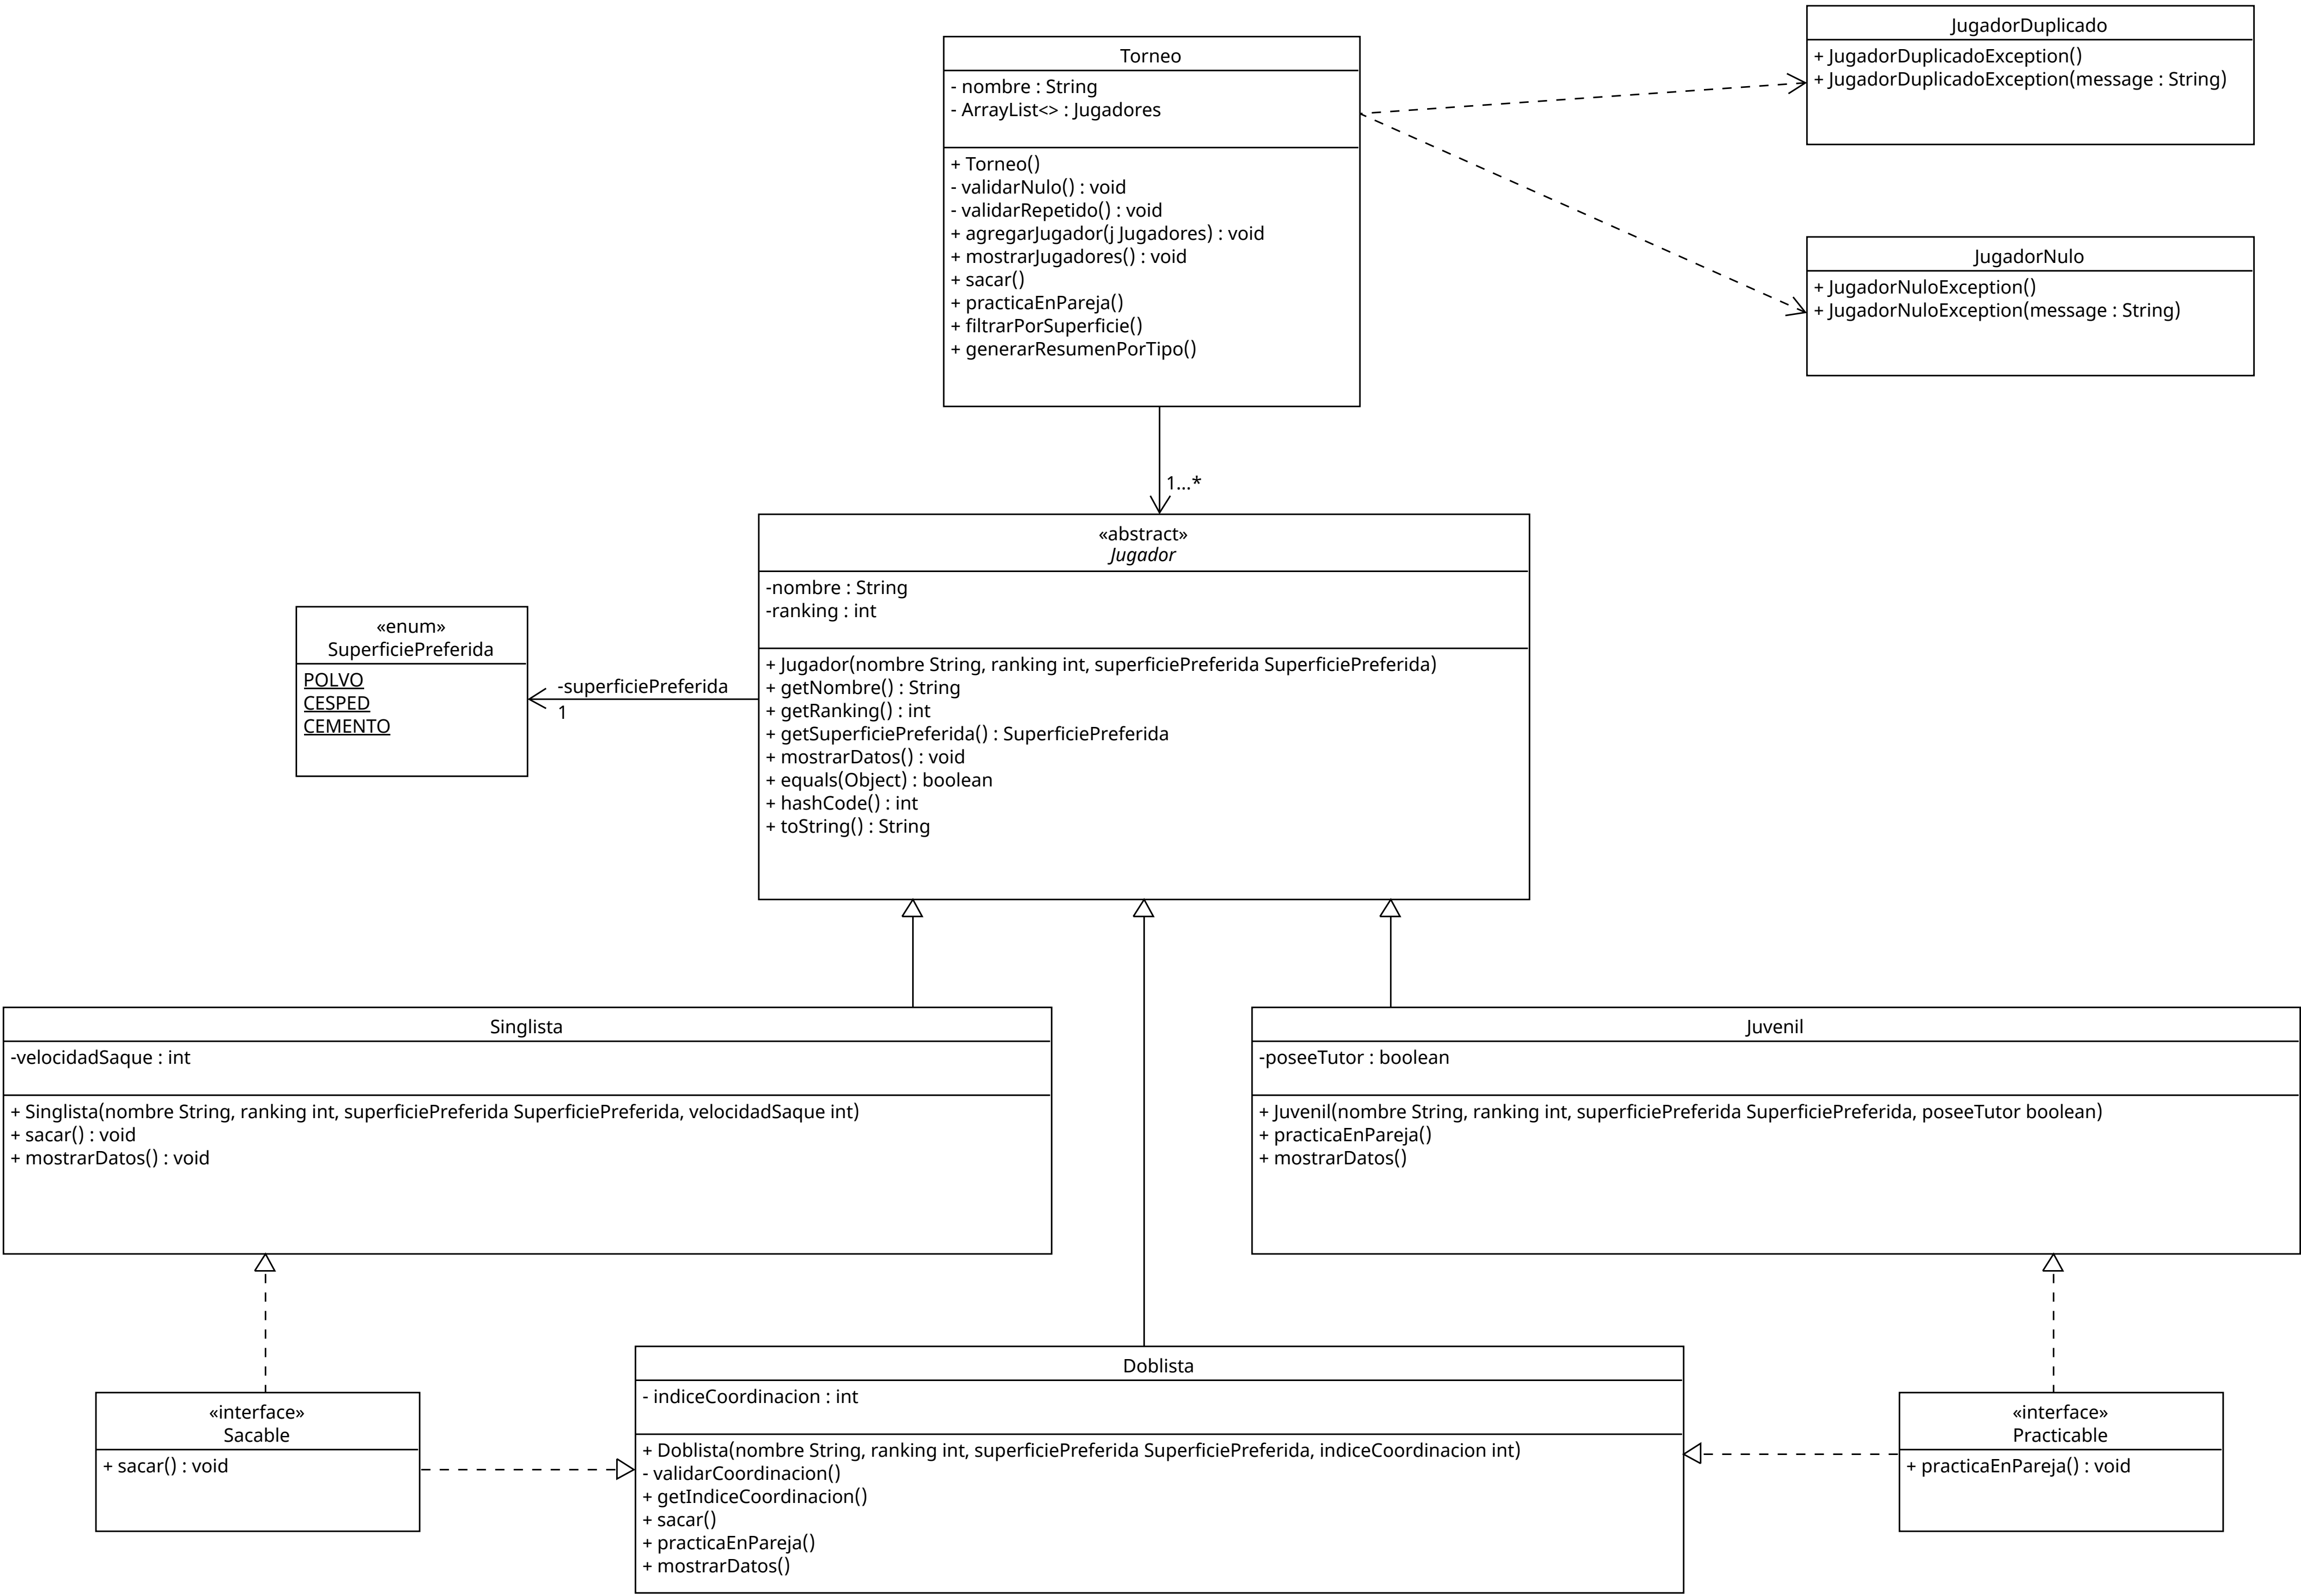 Torneo
- nombre : String
- ArrayList<> : Jugadores
+ Torneo()
- validarNulo() : void
- validarRepetido() : void
+ agregarJugador(j Jugadores) : void
+ mostrarJugadores() : void
+ sacar()
+ practicaEnPareja()
+ filtrarPorSuperficie()
+ generarResumenPorTipo()
JugadorDuplicado
+ JugadorDuplicadoException()
+ JugadorDuplicadoException(message : String)
JugadorNulo
+ JugadorNuloException()
+ JugadorNuloException(message : String)
1...*
«abstract»
Jugador
-nombre : String
-ranking : int
+ Jugador(nombre String, ranking int, superficiePreferida SuperficiePreferida)
+ getNombre() : String
+ getRanking() : int
+ getSuperficiePreferida() : SuperficiePreferida
+ mostrarDatos() : void
+ equals(Object) : boolean
+ hashCode() : int
+ toString() : String
«enum»
SuperficiePreferida
POLVO
CESPED
CEMENTO
-superficiePreferida
1
Singlista
-velocidadSaque : int
+ Singlista(nombre String, ranking int, superficiePreferida SuperficiePreferida, velocidadSaque int)
+ sacar() : void
+ mostrarDatos() : void
Juvenil
-poseeTutor : boolean
+ Juvenil(nombre String, ranking int, superficiePreferida SuperficiePreferida, poseeTutor boolean)
+ practicaEnPareja()
+ mostrarDatos()
«interface»
Sacable
+ sacar() : void
Doblista
- indiceCoordinacion : int
+ Doblista(nombre String, ranking int, superficiePreferida SuperficiePreferida, indiceCoordinacion int)
- validarCoordinacion()
+ getIndiceCoordinacion()
+ sacar()
+ practicaEnPareja()
+ mostrarDatos()
«interface»
Practicable
+ practicaEnPareja() : void